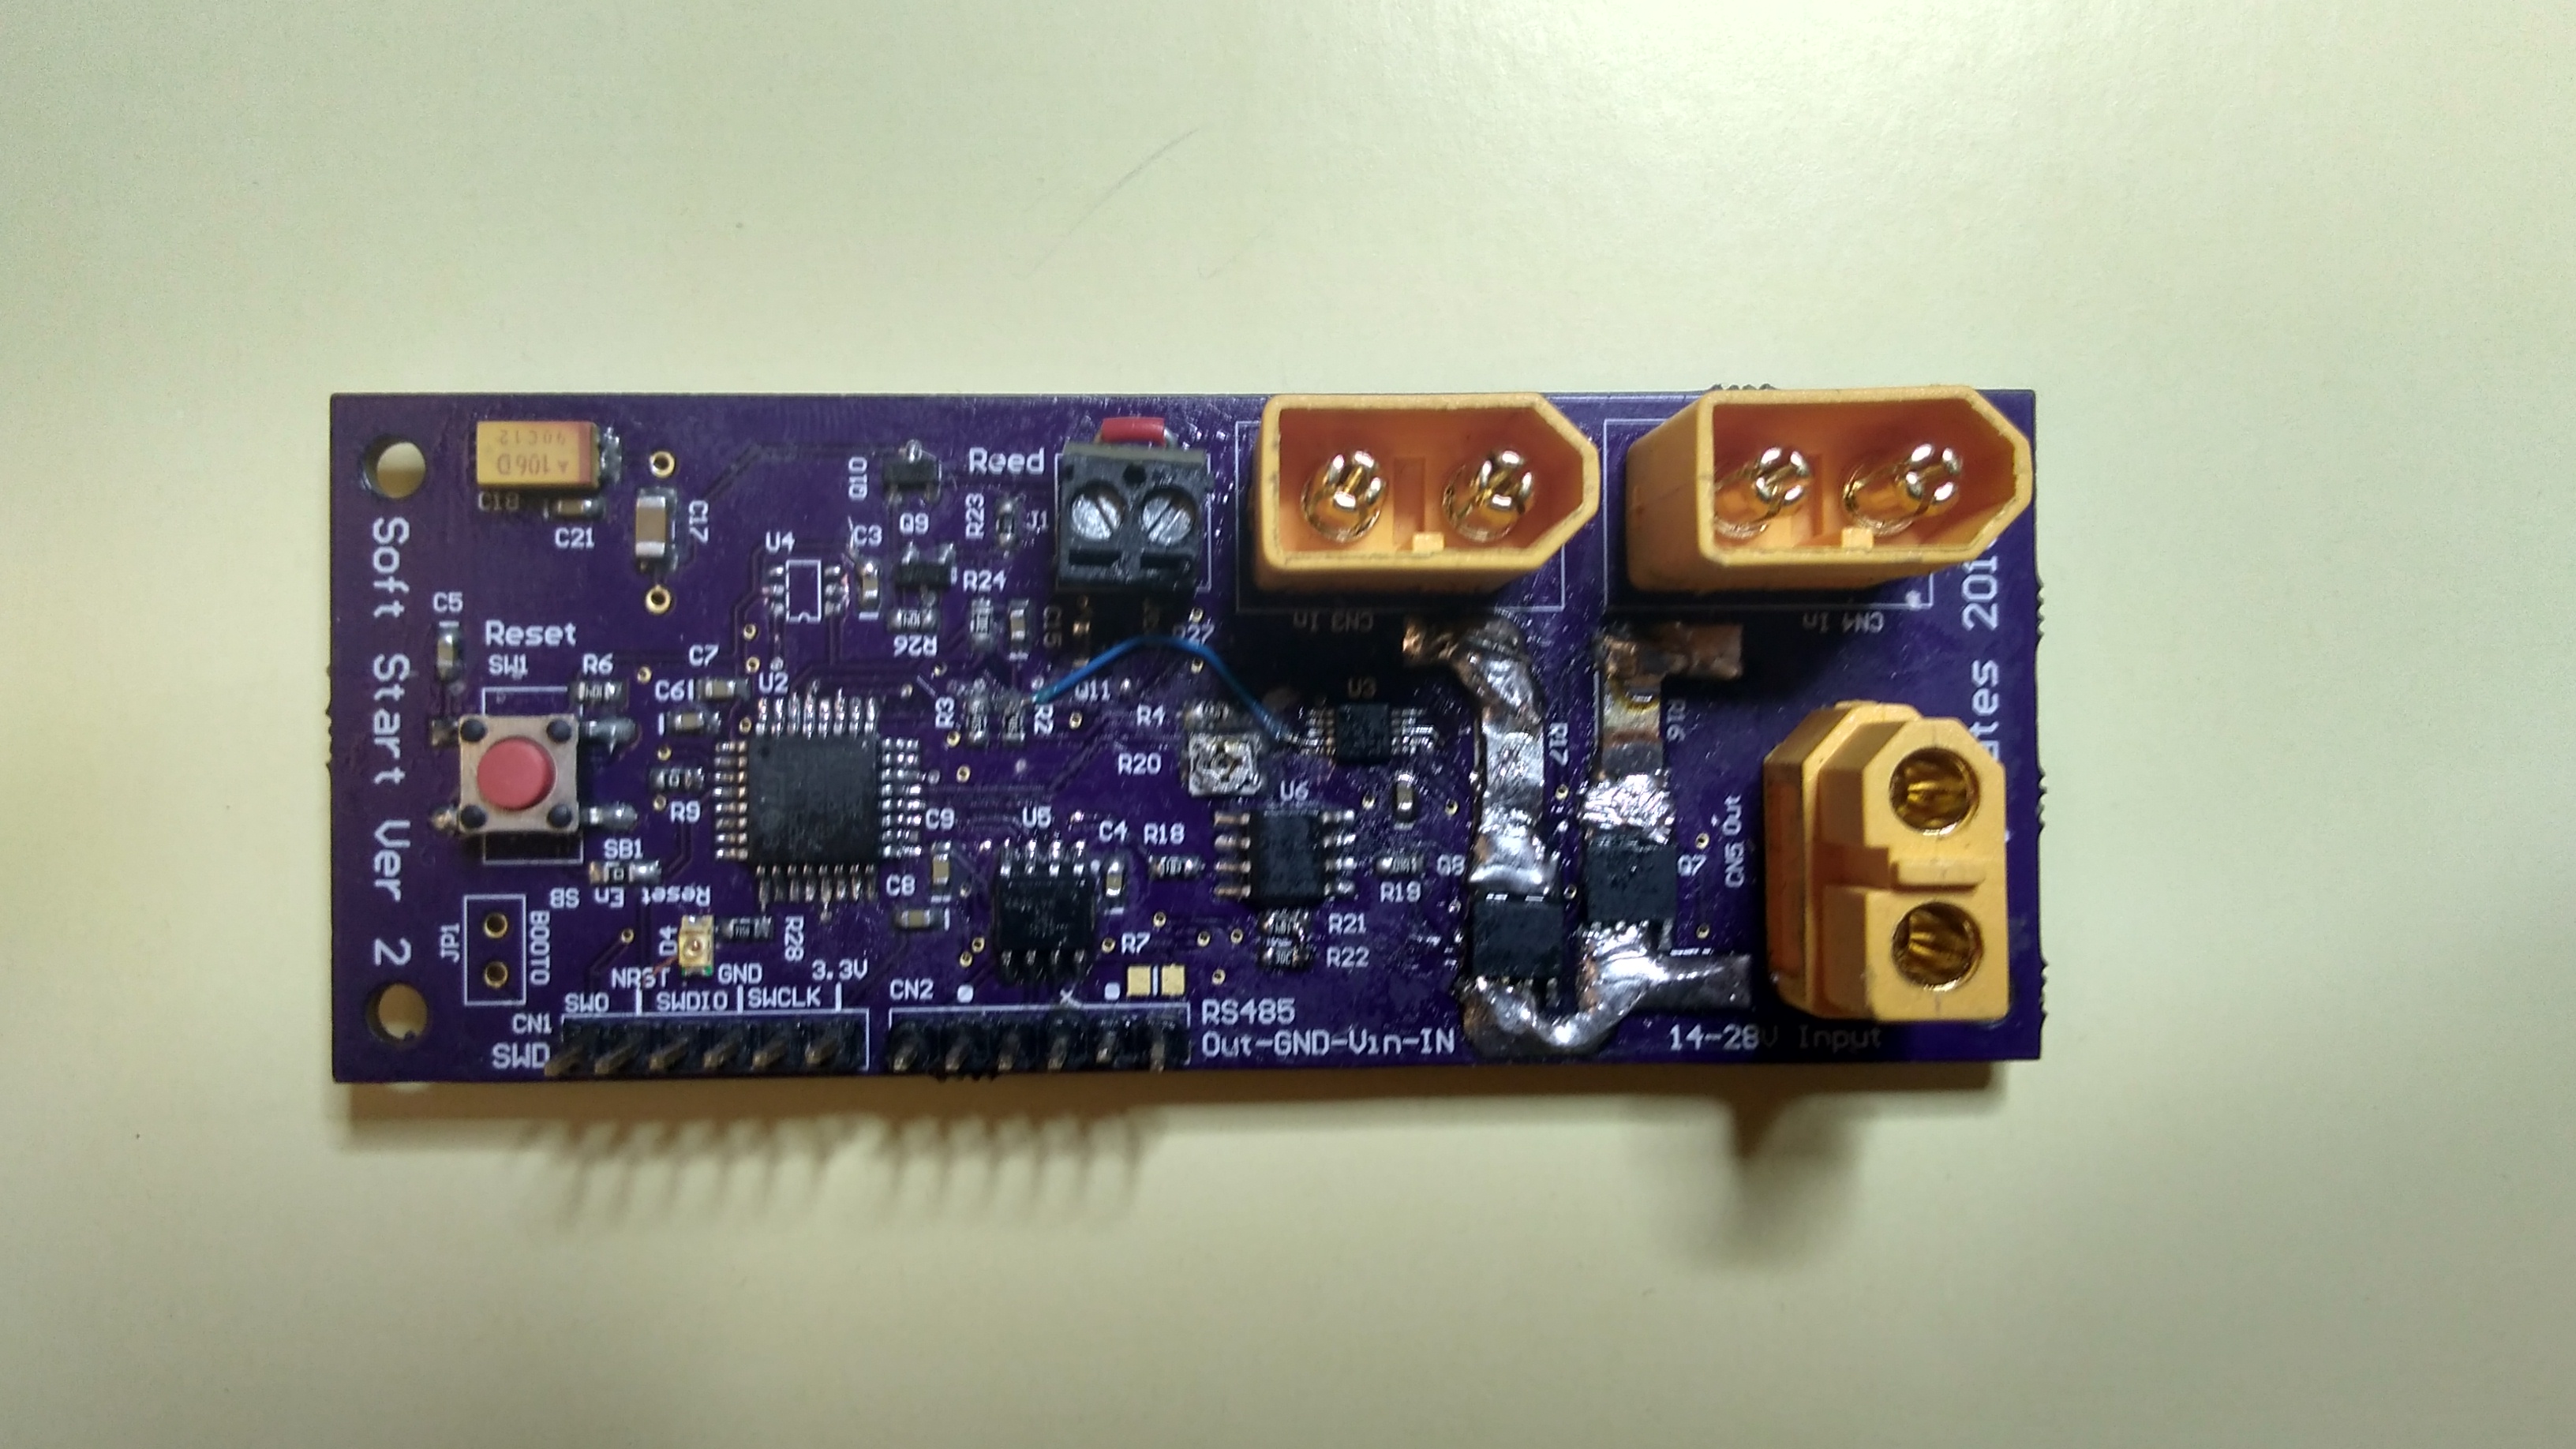 Soft Start Ver 2
90C12
106D
C18
C21
C17
C5
Reset
SW1
R6
C7
C6
U2
U4
C3
Q10
Q9
R23
Reed
J1
R24
C15
R26
R3
R2
Q11
R27
R4
R20
U3
U6
R9
SB1
SB
Reset En
JP1
BOOT0
D4
R28
NRST
GND
3.3V
SWO
SWDIO
SWCLK
CN1
SWD
C9
C8
U5
C4
R18
R19
R21
R22
R7
CN2
RS485
Out-GND-Vin-IN
CN3 In
CN4 In
R17
R16
Q8
Q7
CN5 Out
14-28V Input